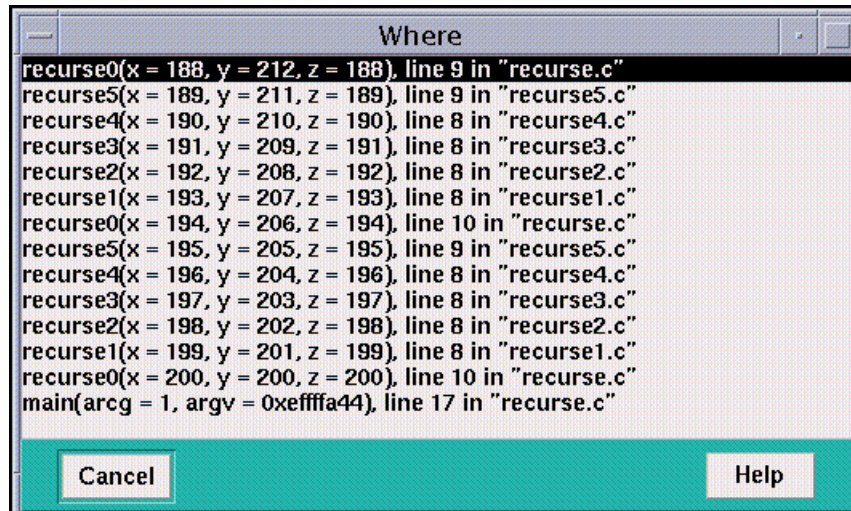 Where
recurse0(x = 188, y = 212, z = 188), line 9 in "recurse.c"
recurse5(x = 189, y = 211, z = 189), line 9 in "recurse5.c"
recurse4(x = 190, y = 210, z = 190), line 8 in "recurse4.c"
recurse3(x = 191, y = 209, z = 191), line 8 in "recurse3.c"
recurse2(x = 192, y = 208, z = 192), line 8 in "recurse2.c"
recurse1(x = 193, y = 207, z = 193), line 8 in "recurse1.c"
recurse0(x = 194, y = 206, z = 194), line 10 in "recurse.c"
recurse5(x = 195, y = 205, z = 195), line 9 in "recurse5.c"
recurse4(x = 196, y = 204, z = 196), line 8 in "recurse4.c"
recurse3(x = 197, y = 203, z = 197), line 8 in "recurse3.c"
recurse2(x = 198, y = 202, z = 198), line 8 in "recurse2.c"
recurse1(x = 199, y = 201, z = 199), line 8 in "recurse1.c"
recurse0(x = 200, y = 200, z = 200), line 10 in "recurse.c"
main(arcg = 1, argv = 0xeffffa44), line 17 in "recurse.c"
Cancel Help